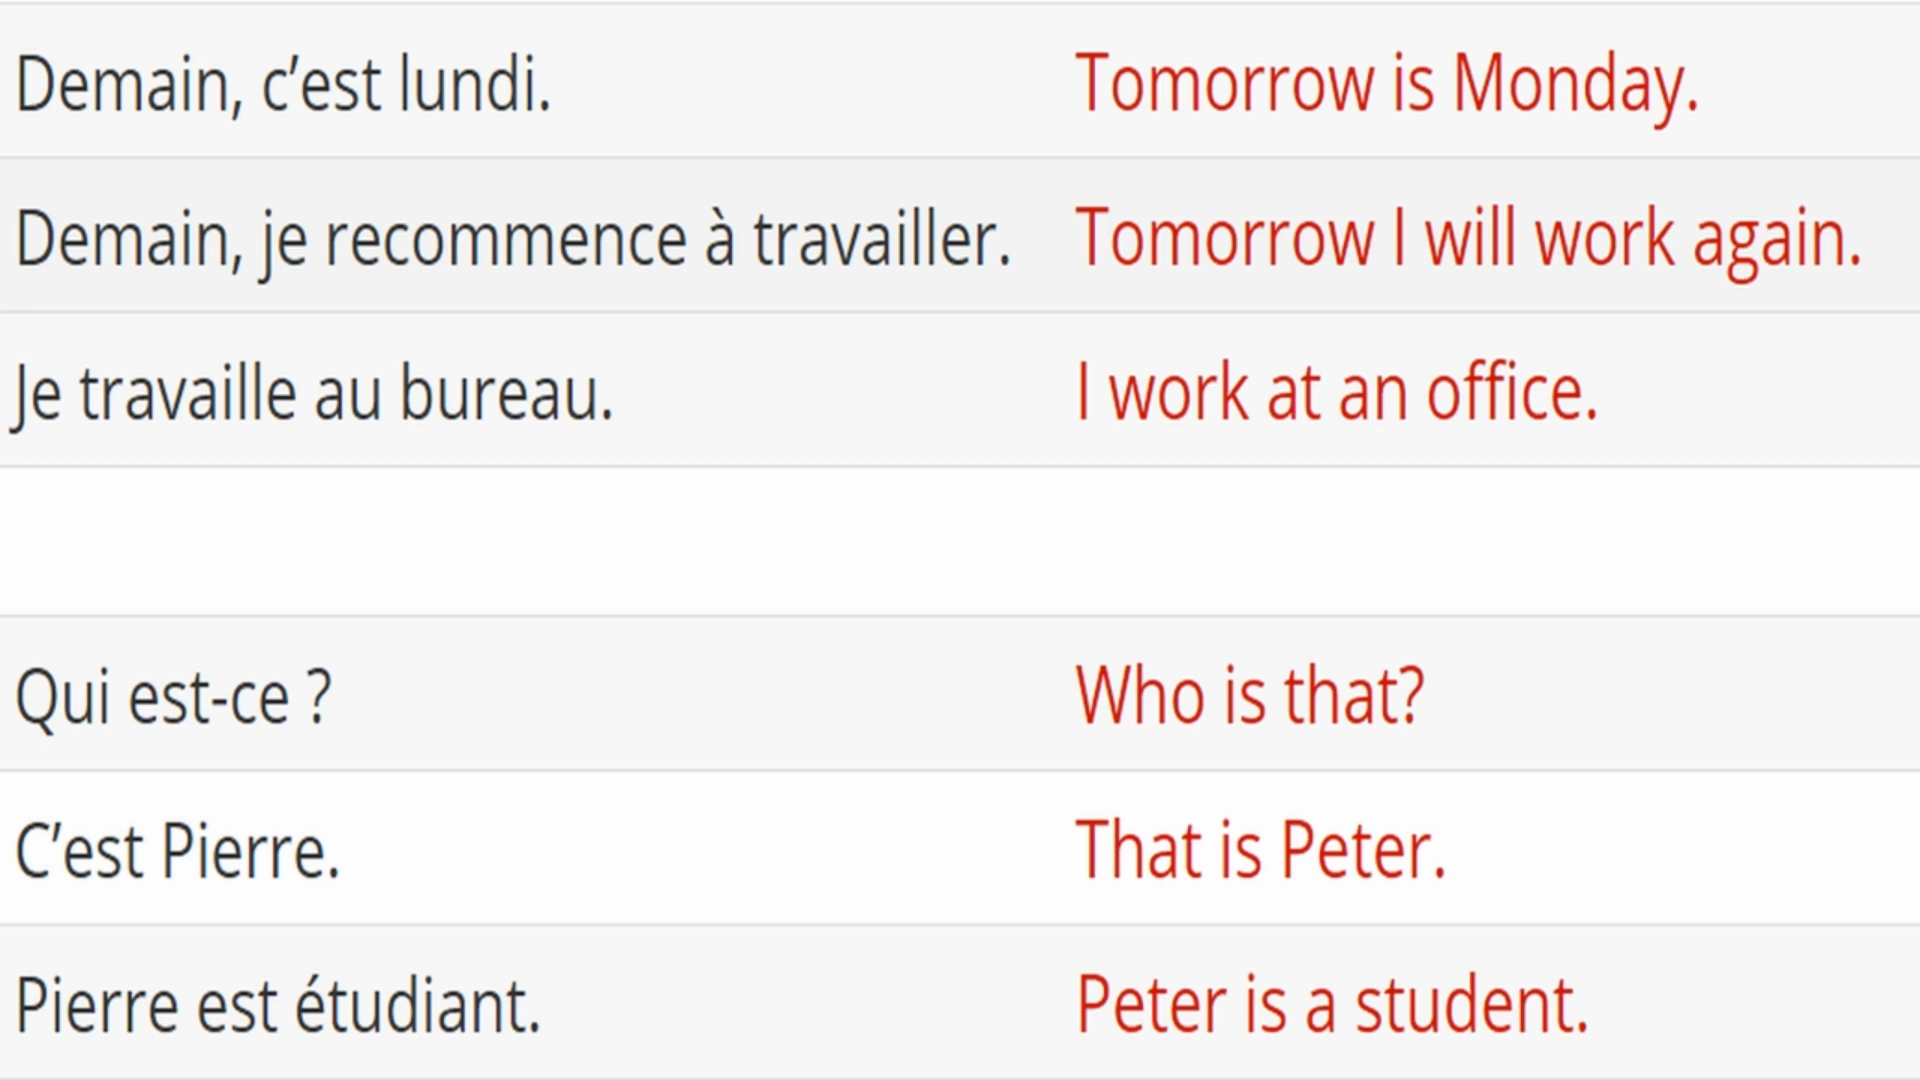 Demain, c’est lundi. Tomorrow is Monday.
Demain, je recommence à travailler. Tomorrow I will work again.
Je travaille au bureau. I work at an office.
Qui est-ce ? Who is that?
C’est Pierre. That is Peter.
Pierre est étudiant. Peter is a student.